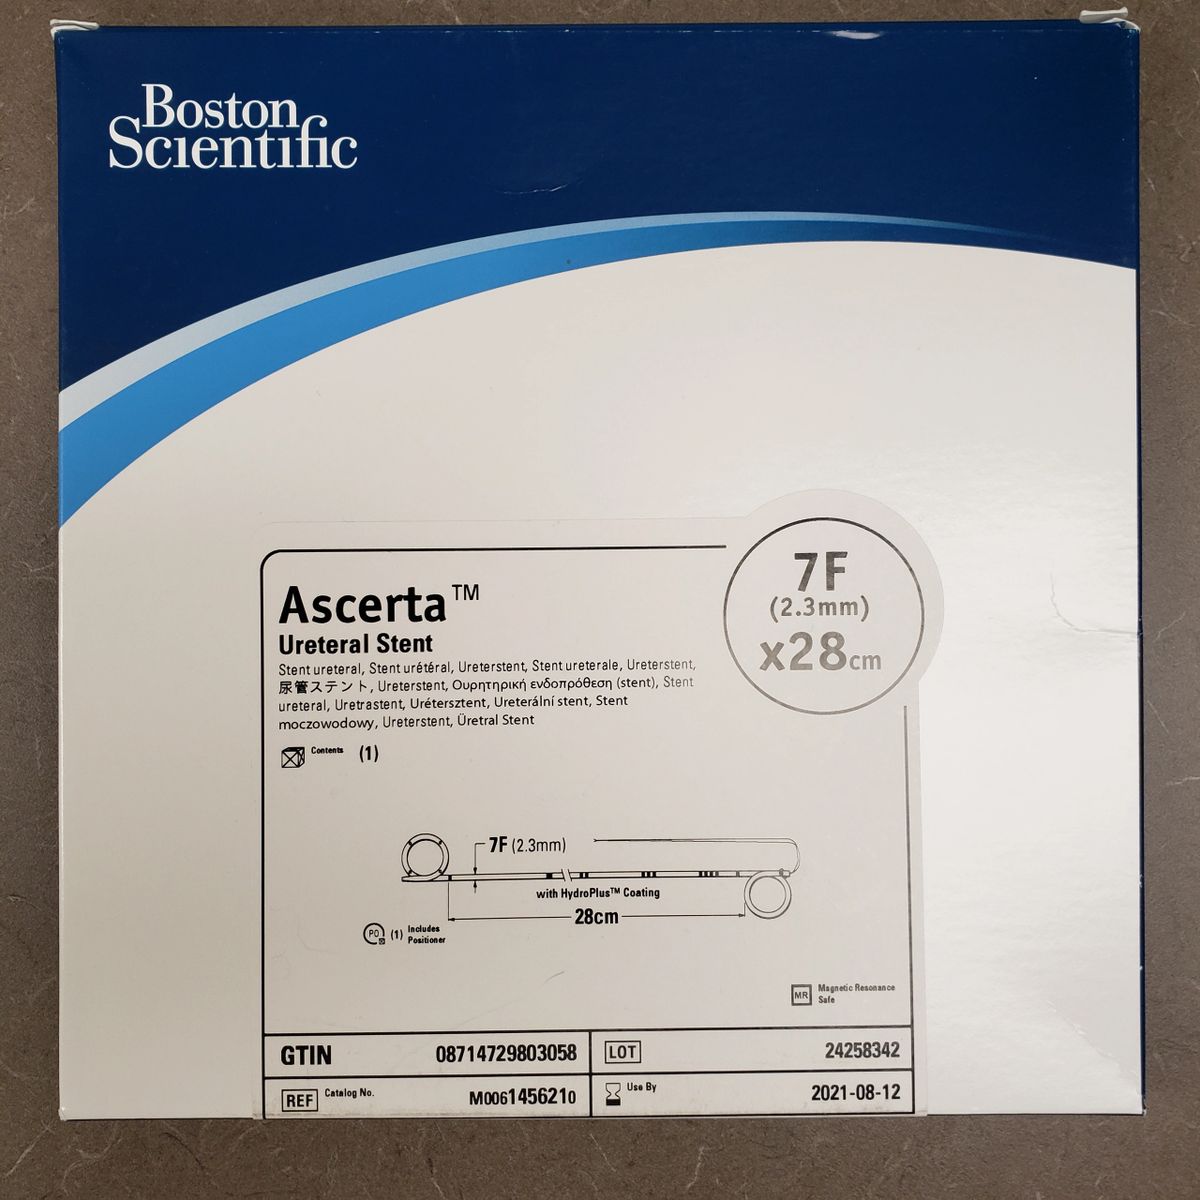 Boston
Scientific
7F
(2.3mm)
x28cm
Ascerta™
Ureteral Stent
Stent ureteral, Stent urétéral, Ureterstent, Stent ureterale, Ureterstent,
尿管ステント, Ureterstent, Ουρητηρική ενδοπρόθεση (stent), Stent
ureteral, Uretrastent, Uréterstent, Ureterální stent, Stent
moczowodowy, Ureterstent, Üretral Stent
Contents (1)
7F (2.3mm)
with HydroPlus™ Coating
28cm
PO (1) Includes
Positioner
MR Magnetic Resonance
Safe
GTIN 08714729803058
LOT 24258342
REF Catalog No. M0061456210
Use By 2021-08-12